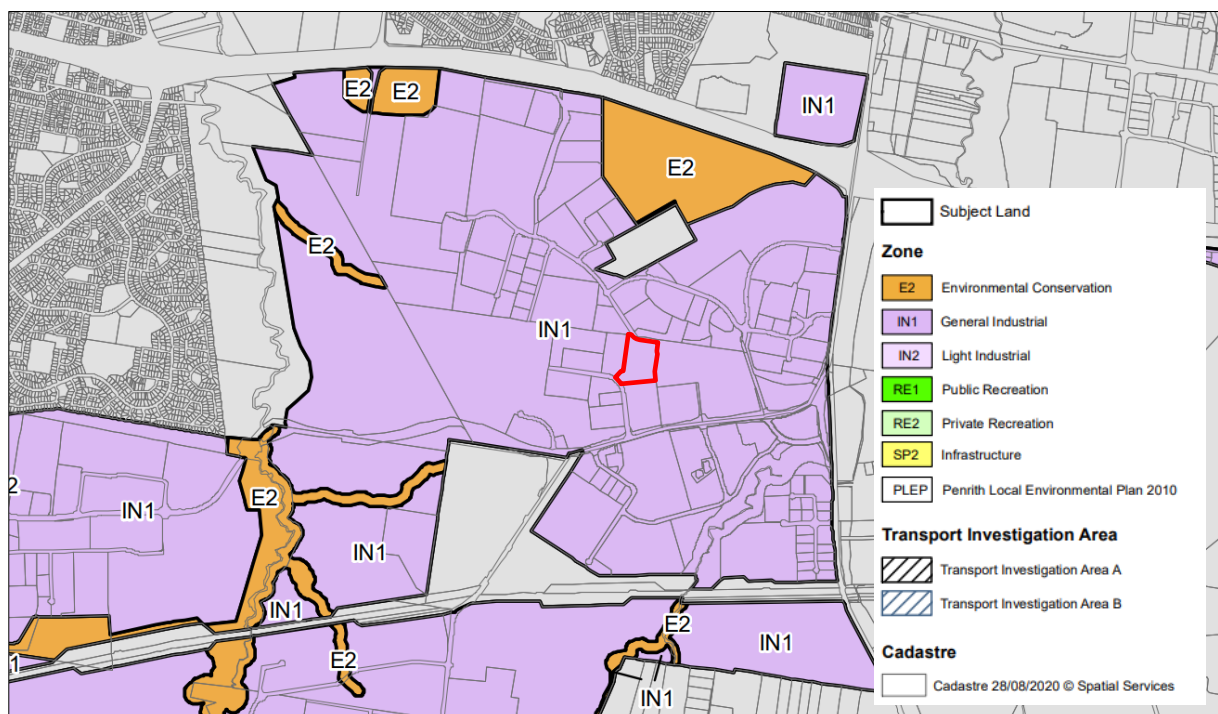 E2
E2
IN1
E2
E2
IN1
2
IN1
E2
IN1
IN1
E2
E2
IN1
1
IN1
Subject Land
Zone
E2 Environmental Conservation
IN1 General Industrial
IN2 Light Industrial
RE1 Public Recreation
RE2 Private Recreation
SP2 Infrastructure
PLEP Penrith Local Environmental Plan 2010
Transport Investigation Area
Transport Investigation Area A
Transport Investigation Area B
Cadastre
Cadastre 28/08/2020 © Spatial Services